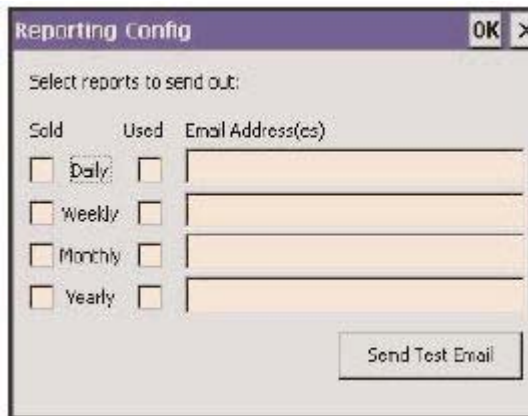 Reporting Config OK ×
Select reports to send out:
Sold Used Email Address(es)
Daily
Weekly
Monthly
Yearly
Send Test Email